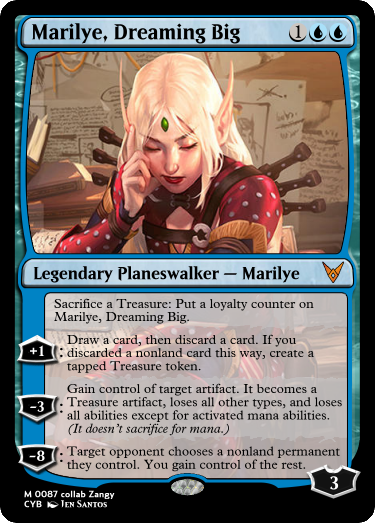 Marilye, Dreaming Big 1
Legendary Planeswalker — Marilye
Sacrifice a Treasure: Put a loyalty counter on
Marilye, Dreaming Big.
+1: Draw a card, then discard a card. If you
discarded a nonland card this way, create a
tapped Treasure token.
-3: Gain control of target artifact. It becomes a
Treasure artifact, loses all other types, and loses
all abilities except for activated mana abilities.
(It doesn't sacrifice for mana.)
-8: Target opponent chooses a nonland permanent
they control. You gain control of the rest.
3
M 0087 collab Zangy
CYB Jen Santos